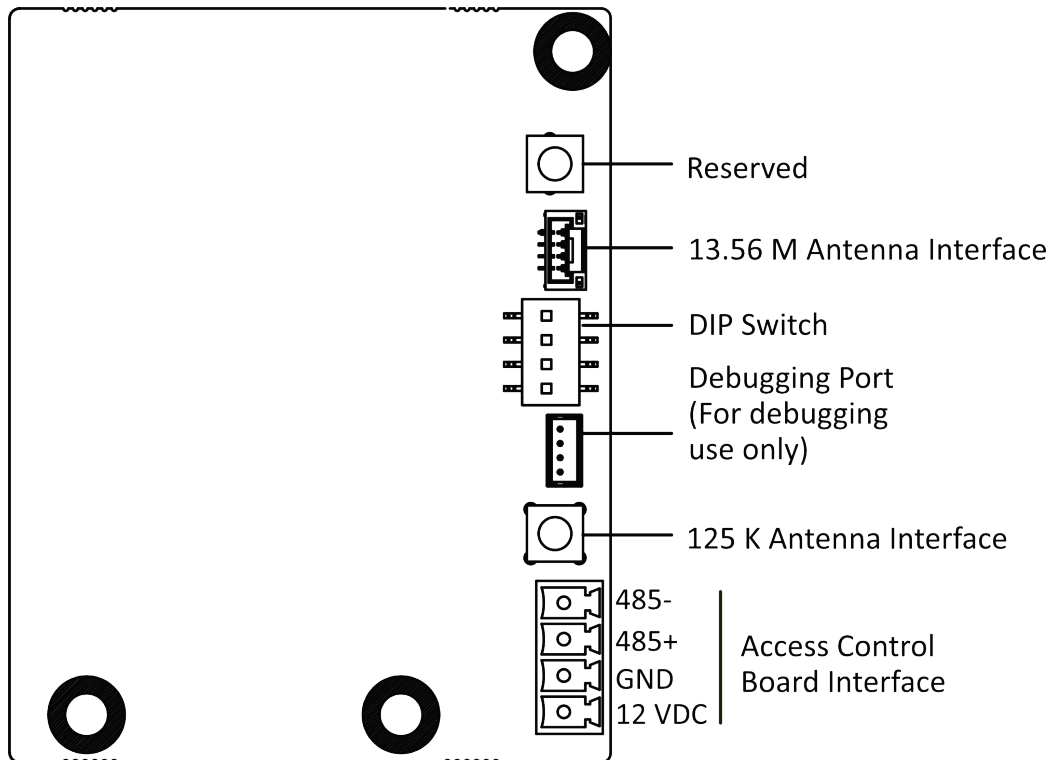 Reserved
13.56 M Antenna Interface
DIP Switch
Debugging Port
(For debugging
use only)
125 K Antenna Interface
485-
485+
GND
12 VDC
Access Control
Board Interface